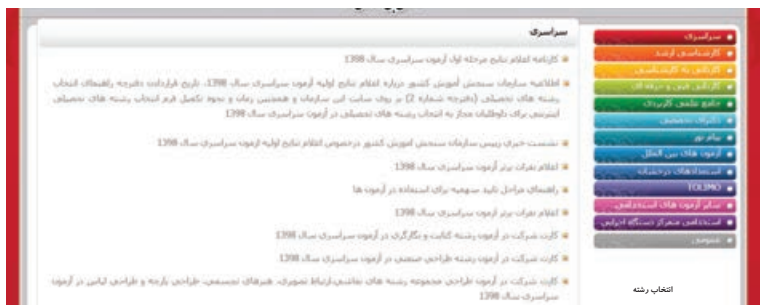 سراسری
کارنامه اعلام نتایج مرحله اول آزمون سراسری سال 1398
اطلاعیه سازمان سنجش آموزش کشور درباره اعلام نتایج اولیه آزمون سراسری سال 1398، تاریخ قراردادن دفترچه راهنمای انتخاب
رشته های تحصیلی (دفترچه شماره 2) بر روی سایت این سازمان و همچنین زمان و نحوه تکمیل فرم انتخاب رشته های تحصیلی
اینترنتی برای داوطلبان مجاز به انتخاب رشته های تحصیلی در آزمون سراسری سال 1398
نشست خبری رییس سازمان سنجش آموزش کشور درخصوص اعلام نتایج اولیه آزمون سراسری سال 1398
اعلام نفرات برتر آزمون سراسری سال 1398
راهنمای مراحل تایید سهمیه برای استفاده در آزمون ها
اعلام نفرات برتر آزمون سراسری سال 1398
کارت شرکت در آزمون رشته کتابت و نگارگری در آزمون سراسری سال 1398
کارت شرکت در آزمون رشته طراحی صنعتی در آزمون سراسری سال 1398
کارت شرکت در آزمون طراحی مجموعه رشته های نقاشی،ارتباط تصویری، هنرهای تجسمی، طراحی پارچه و طراحی لباس در آزمون
سراسری سال 1398
سراسری
کارشناسی ارشد
کاردانی به کارشناسی
کاردانی فنی و حرفه ای
جامع علمی کاربردی
دکترای تخصصی
پیام نور
آزمون های بین الملل
استعدادهای درخشان
TOLIMO
سایر آزمون های استخدامی
استخدامی متمرکز دستگاه اجرایی
عمومی
انتخاب رشته